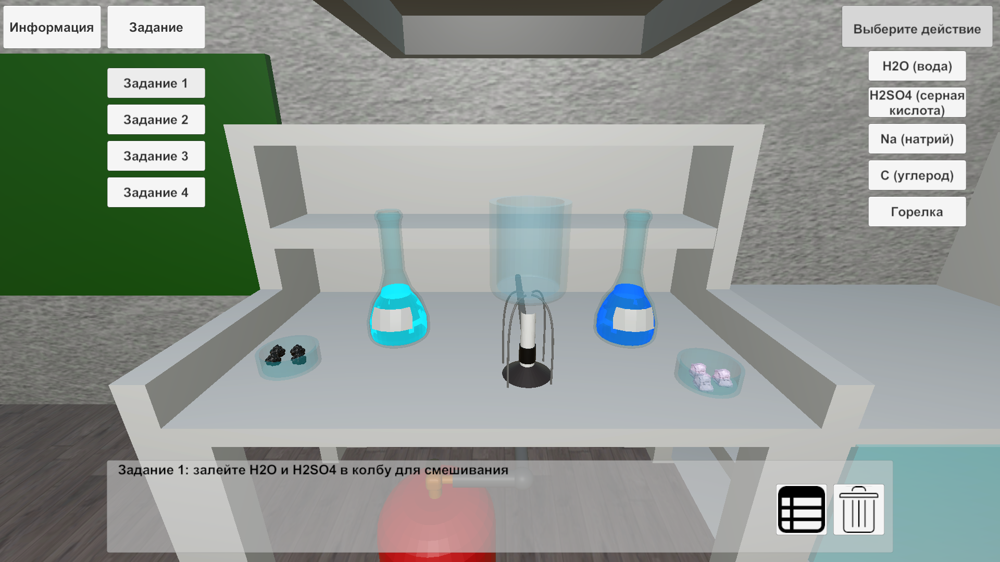 Информация
Задание
Выберите действие
Задание 1
Задание 2
Задание 3
Задание 4
H2O (вода)
H2SO4 (серная
кислота)
Na (натрий)
C (углерод)
Горелка
Задание 1: залейте H2O и H2SO4 в колбу для смешивания